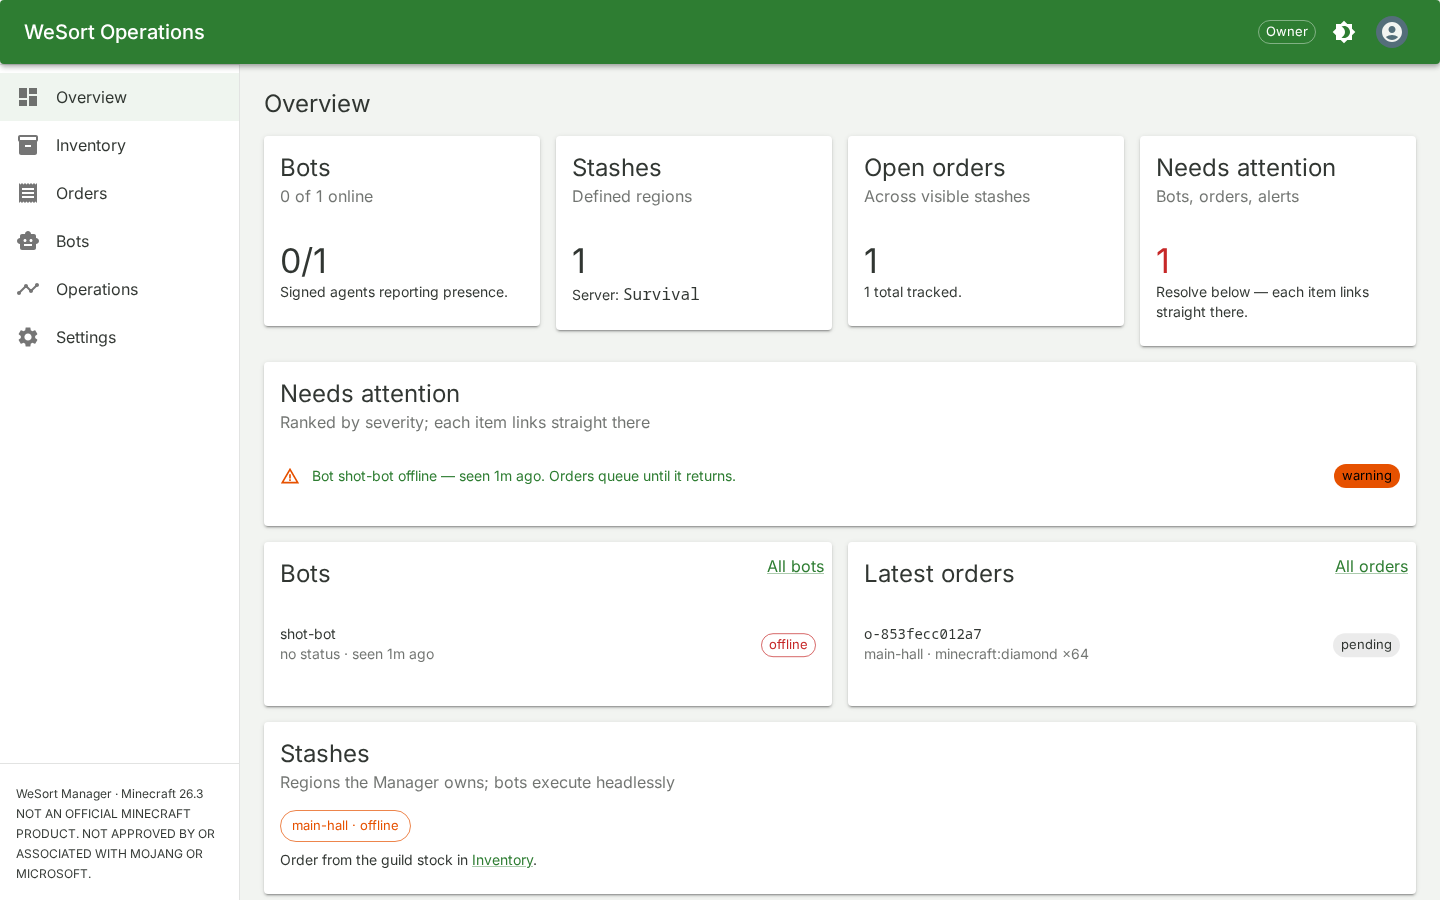 WeSort Operations
Owner
Overview
Inventory
Orders
Bots
Operations
Settings
WeSort Manager · Minecraft 26.3
NOT AN OFFICIAL MINECRAFT
PRODUCT. NOT APPROVED BY OR
ASSOCIATED WITH MOJANG OR
MICROSOFT.
Overview
Bots
0 of 1 online
0/1
Signed agents reporting presence.
Stashes
Defined regions
1
Server: Survival
Open orders
Across visible stashes
1
1 total tracked.
Needs attention
Bots, orders, alerts
1
Resolve below — each item links
straight there.
Needs attention
Ranked by severity; each item links straight there
Bot shot-bot offline — seen 1m ago. Orders queue until it returns.
warning
Bots
All bots
shot-bot
no status · seen 1m ago
offline
Latest orders
All orders
o-853fecc012a7
main-hall · minecraft:diamond ×64
pending
Stashes
Regions the Manager owns; bots execute headlessly
main-hall · offline
Order from the guild stock in Inventory.